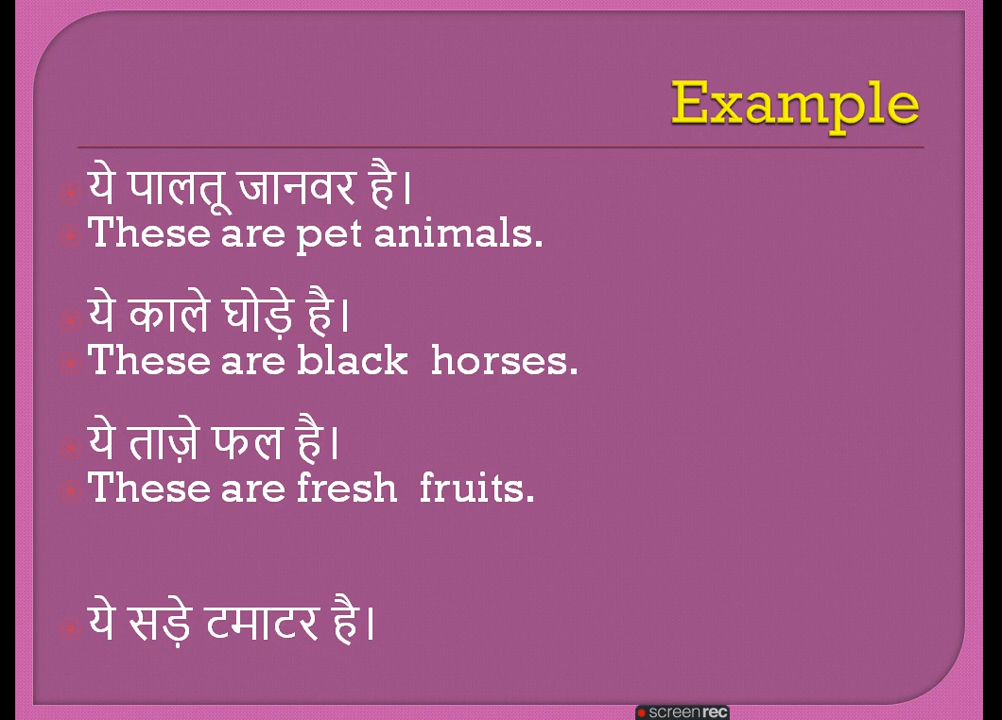 Example
ये पालतू जानवर है।
These are pet animals.
ये काले घोड़े है।
These are black  horses.
ये ताज़े फल है।
These are fresh  fruits.
ये सड़े टमाटर है।
screenrec